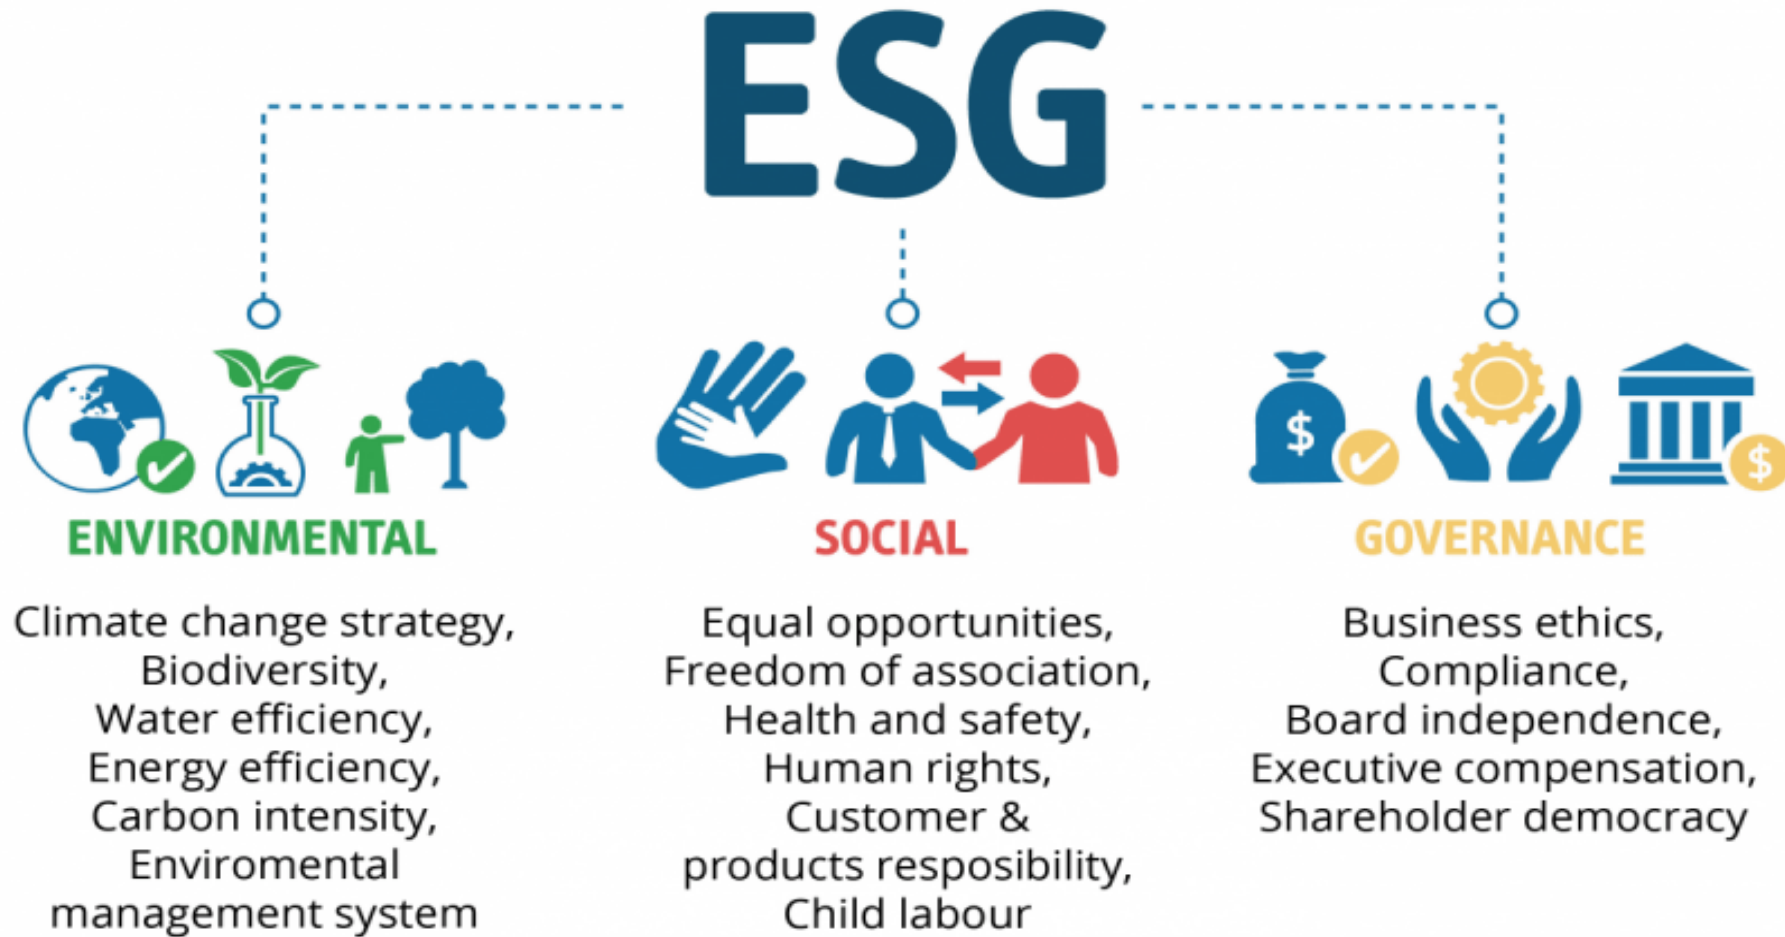 ESG
ENVIRONMENTAL
Climate change strategy,
Biodiversity,
Water efficiency,
Energy efficiency,
Carbon intensity,
Enviromental
management system
SOCIAL
Equal opportunities,
Freedom of association,
Health and safety,
Human rights,
Customer &
products resposibility,
Child labour
$
$
GOVERNANCE
Business ethics,
Compliance,
Board independence,
Executive compensation,
Shareholder democracy